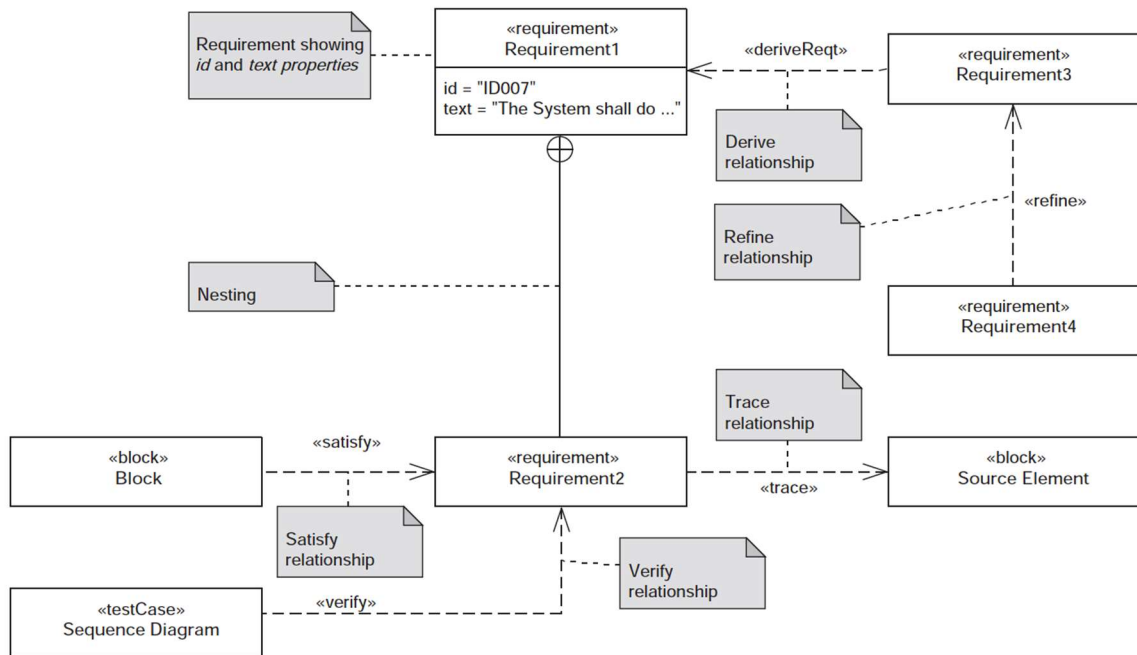 Requirement showing
id and text properties
«requirement»
Requirement1
id = "ID007"
text = "The System shall do ..."
«deriveReqt»
«requirement»
Requirement3
Derive
relationship
Refine
relationship
«refine»
Nesting
«requirement»
Requirement4
Trace
relationship
«block»
Block
«satisfy»
«requirement»
Requirement2
«trace»
«block»
Source Element
Satisfy
relationship
Verify
relationship
«testCase»
Sequence Diagram
«verify»